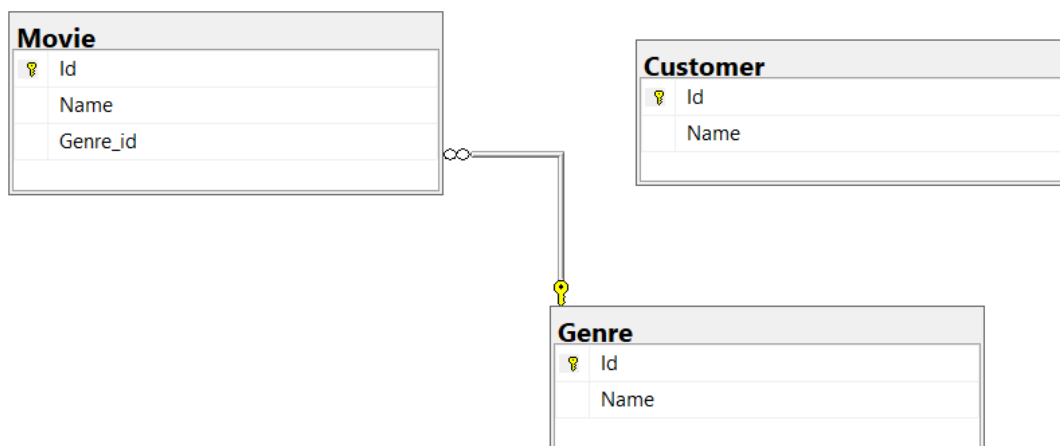 Movie
Id
Name
Genre_id
Customer
Id
Name
Genre
Id
Name